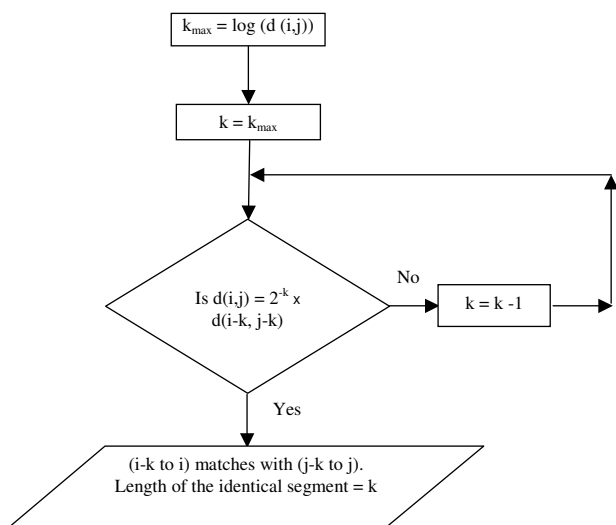 k_max = log (d (i,j))
k = k_max
Is d(i,j) = 2^-k x
d(i-k, j-k)
No
k = k -1
Yes
(i-k to i) matches with (j-k to j).
Length of the identical segment = k